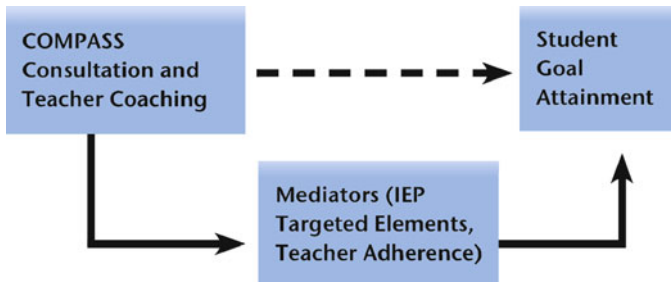 COMPASS
Consultation and
Teacher Coaching
Student
Goal
Attainment
Mediators (IEP
Targeted Elements,
Teacher Adherence)